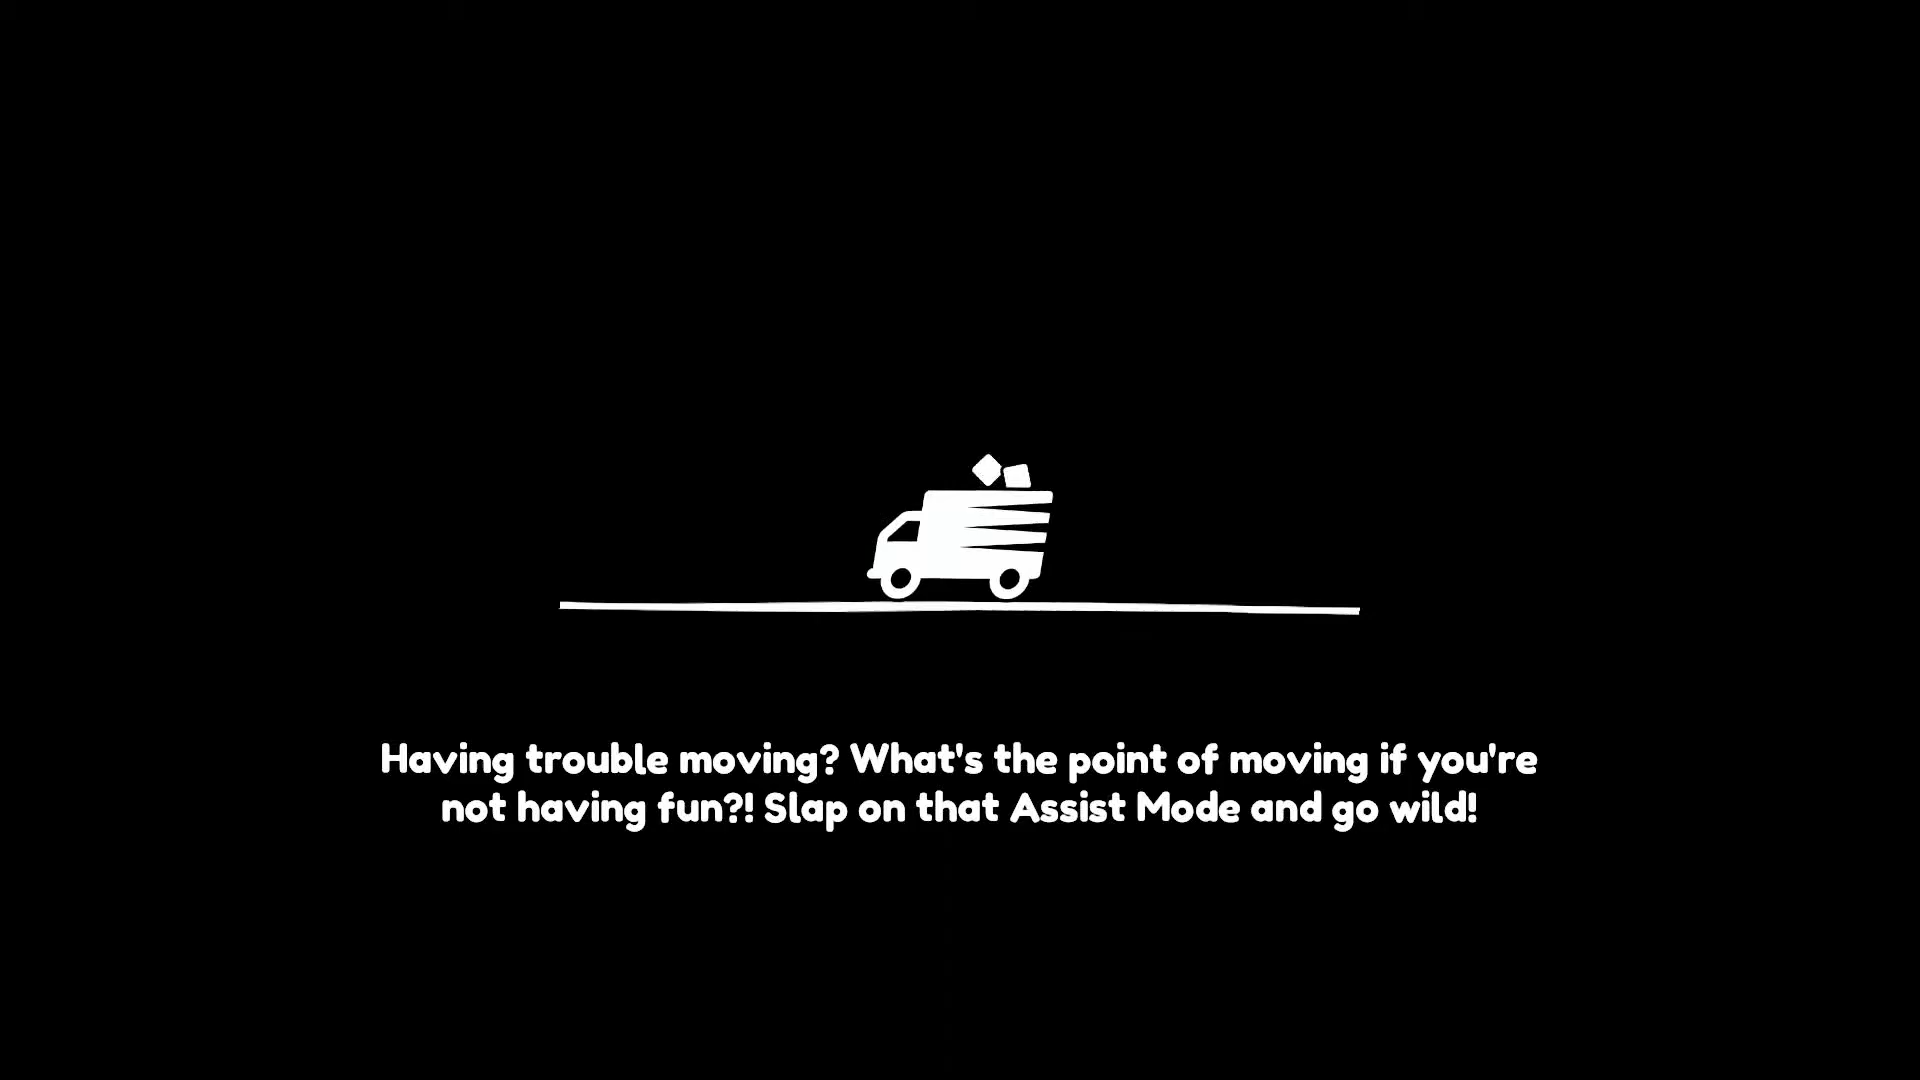 Having trouble moving? What's the point of moving if you're
not having fun?! Slap on that Assist Mode and go wild!